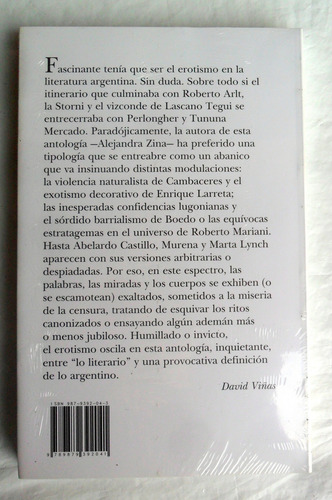 Fascinante tenía que ser el erotismo en la
literatura argentina. Sin duda. Sobre todo si el
itinerario que culminaba con Roberto Arlt,
la Storni y el vizconde de Lascano Tegui se
entrecerraba con Perlongher y Tununa
Mercado. Paradójicamente, la autora de esta
antología —Alejandra Zina— ha preferido una
tipología que se entreabre como un abanico
que va insinuando distintas modulaciones:
la violencia naturalista de Cambaceres y el
exotismo decorativo de Enrique Larreta;
las inesperadas confidencias lugonianas y
el sórdido barrialismo de Boedo o las equívocas
estratagemas en el universo de Roberto Mariani.
Hasta Abelardo Castillo, Murena y Marta Lynch
aparecen con sus versiones arbitrarias o
despiadadas. Por eso, en este espectro, las
palabras, las miradas y los cuerpos se exhiben (o
se escamotean) exaltados, sometidos a la miseria
de la censura, tratando de esquivar los ritos
canonizados o ensayando algún ademán más
o menos jubiloso. Humillado o invicto,
el erotismo oscila en esta antología, inquietante,
entre “lo literario” y una provocativa definición
de lo argentino.
David Viñas
ISBN 987-9392-04-